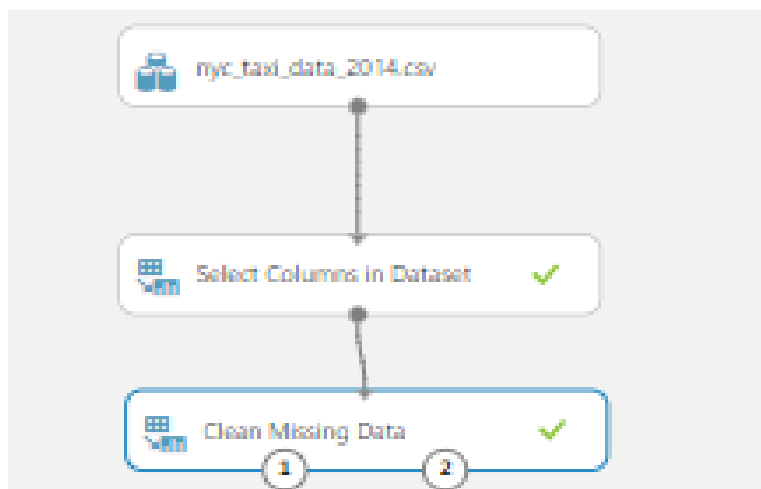 nyc_taxi_data_2014.csv
Select Columns in Dataset
Clean Missing Data
1 2